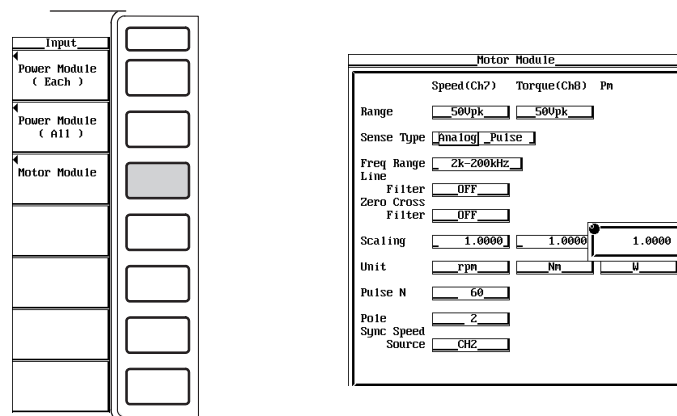 Input
Power Module
( Each )
Power Module
( All )
Motor Module
Motor Module
Speed(Ch7) Torque(Ch8) Pm
Range 50Vpk 50Vpk
Sense Type Analog Pulse
Freq Range 2k-200kHz
Line
Filter OFF
Zero Cross
Filter OFF
Scaling 1.0000 1.0000 1.0000
Unit rpm Nm W
Pulse N 60
Pole 2
Sync Speed
Source CH2